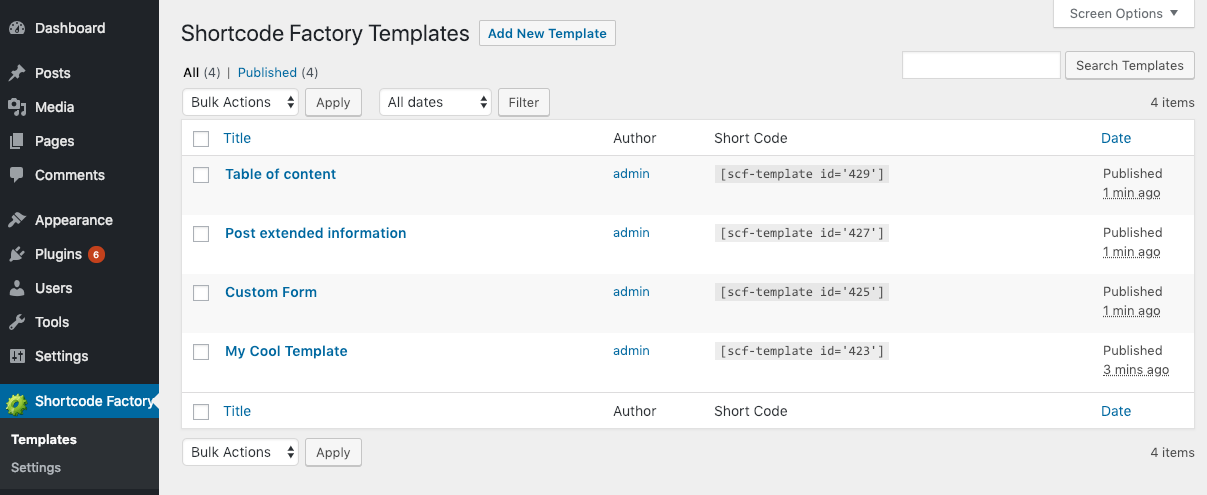 Dashboard
Posts
Media
Pages
Comments
Appearance
Plugins 6
Users
Tools
Settings
Shortcode Factory
Templates
Settings
Screen Options
Shortcode Factory Templates Add New Template
All (4) | Published (4)
Search Templates
Bulk Actions Apply All dates Filter 4 items
Title Author Short Code Date
Table of content admin [scf-template id='429'] Published
1 min ago
Post extended information admin [scf-template id='427'] Published
1 min ago
Custom Form admin [scf-template id='425'] Published
1 min ago
My Cool Template admin [scf-template id='423'] Published
3 mins ago
Title Author Short Code Date
Bulk Actions Apply 4 items